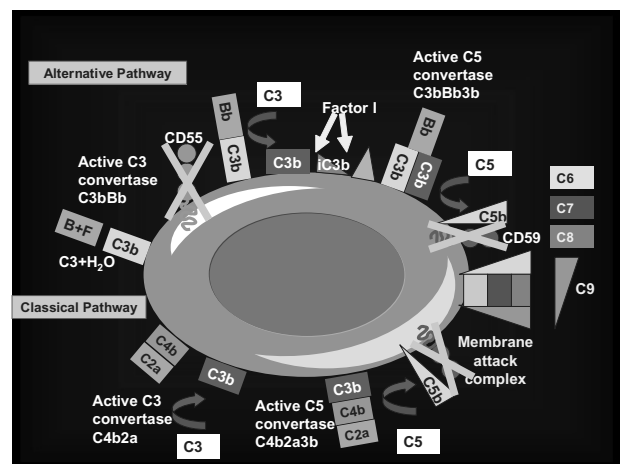 Alternative Pathway
Active C5
convertase
C3bBb3b
C3
Factor I
Bb
C3b
CD55
Active C3
convertase
C3bBb
C3b
iC3b
Bb
C3b
C3b
C5
C6
C7
C8
C9
B+F
C3b
C3+H2O
C5b
CD59
Classical Pathway
C4b
C2a
C3b
Active C3
convertase
C4b2a
C3
Active C5
convertase
C4b2a3b
C3b
C4b
C2a
C5
C5b
Membrane
attack
complex